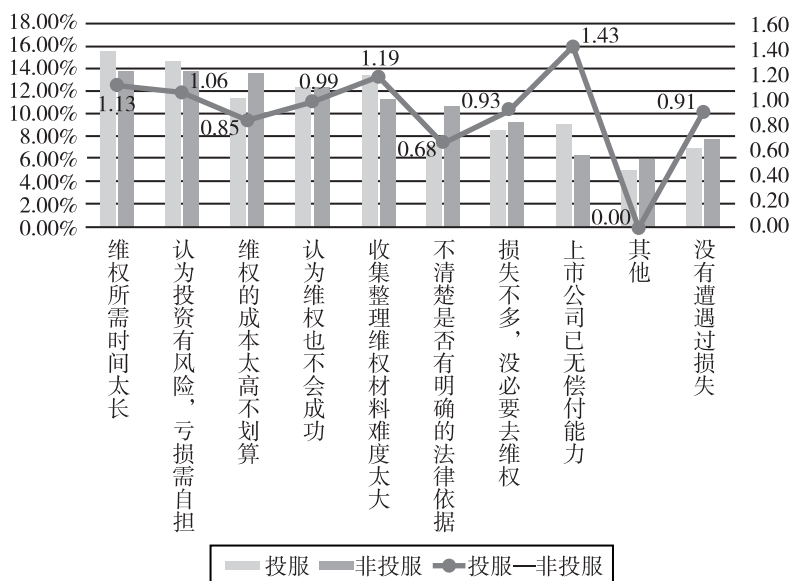 18.00%
16.00%
14.00%
12.00%
10.00%
8.00%
6.00%
4.00%
2.00%
0.00%
1.60
1.40
1.20
1.00
0.80
0.60
0.40
0.20
0.00
1.13
1.06
0.85
0.99
1.19
0.68
0.93
1.43
0.00
0.91
维权所需时间太长
认为投资有风险，亏损需自担
维权的成本太高不划算
认为维权也不会成功
收集整理维权材料难度太大
不清楚是否有明确的法律依据
损失不多，没必要去维权
上市公司已无偿付能力
其他
没有遭遇过损失
投服 非投服 投服—非投服